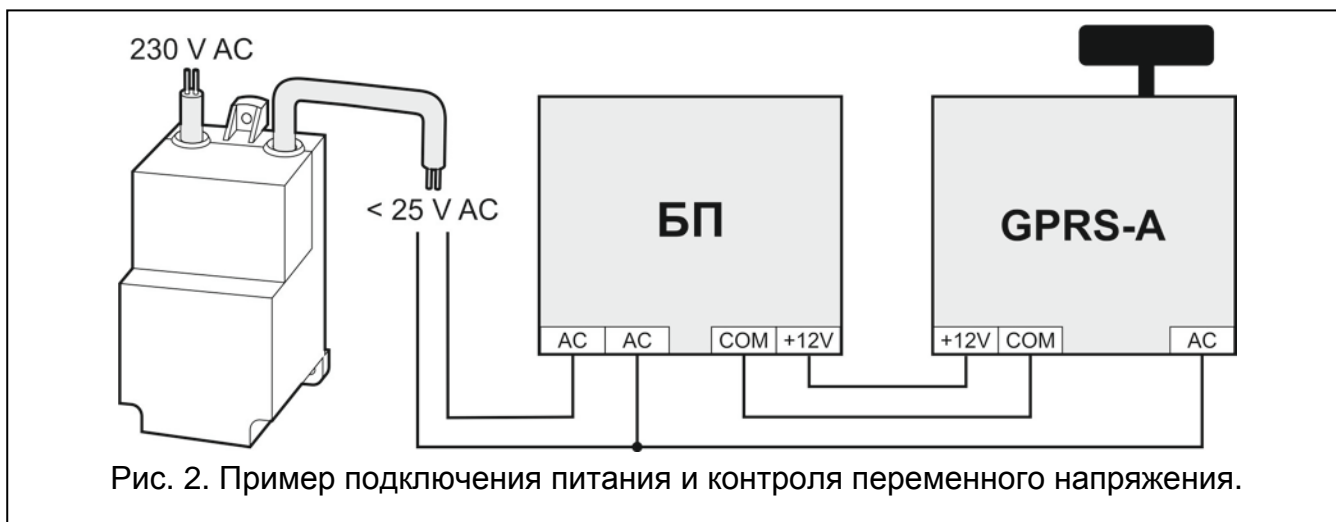 230 V AC
< 25 V AC
БП
GPRS-A
AC AC COM +12V
+12V COM AC
Рис. 2. Пример подключения питания и контроля переменного напряжения.